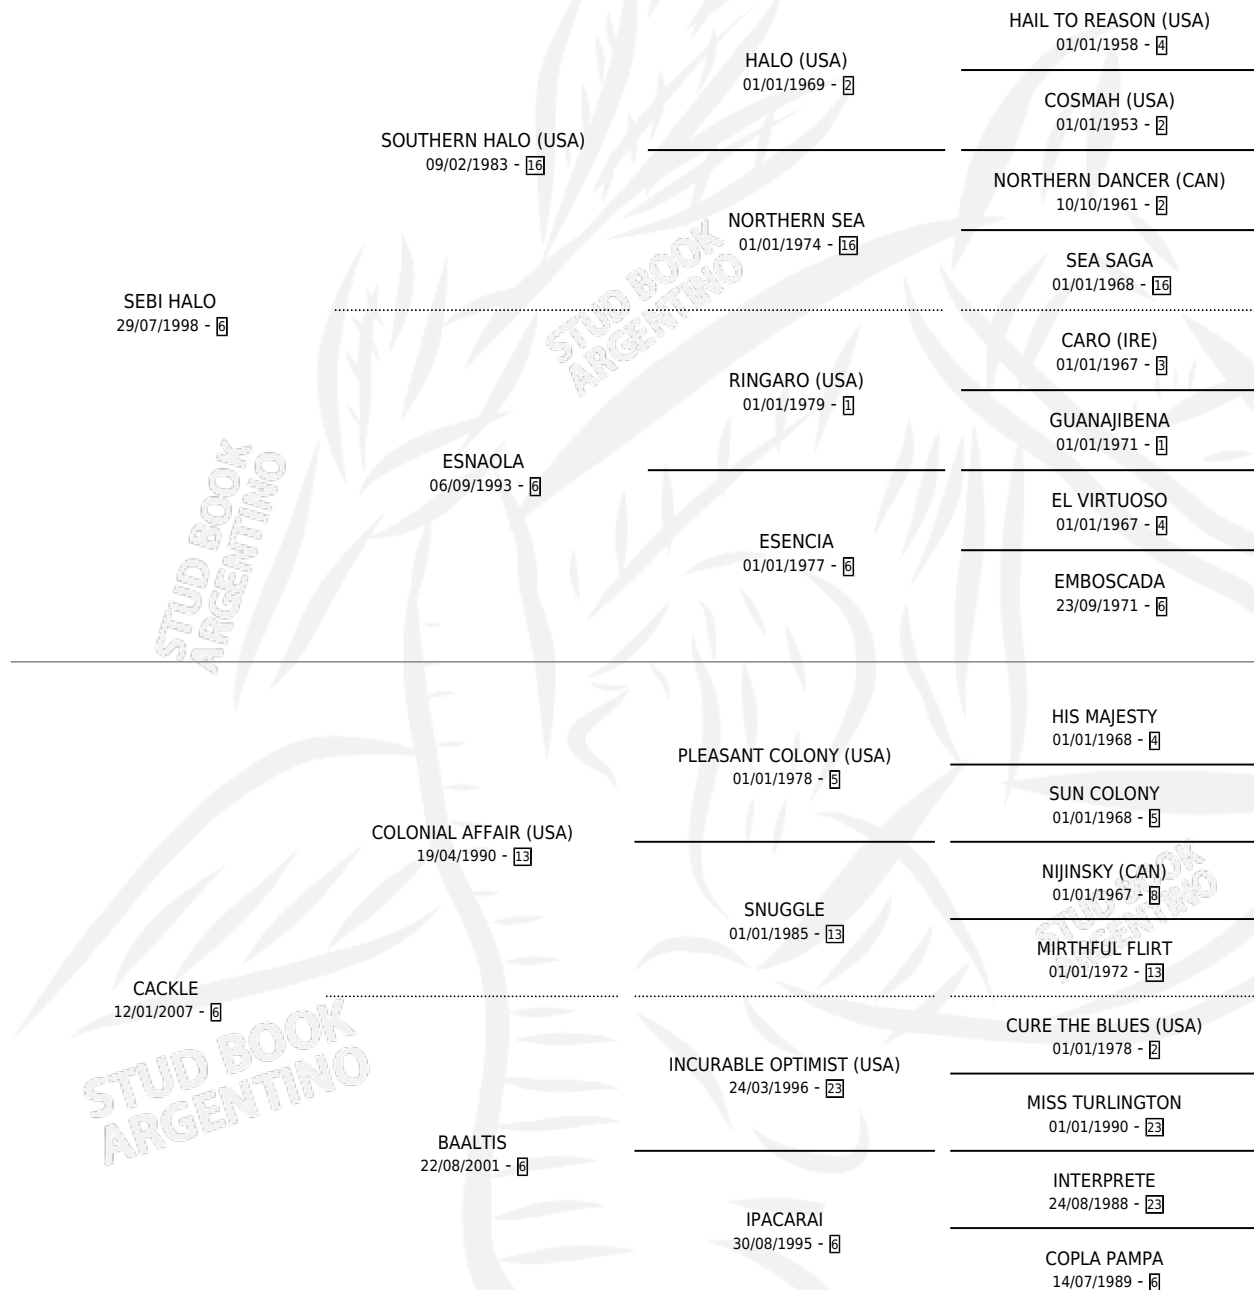 HAIL TO REASON (USA)
01/01/1958 - 4
HALO (USA)
01/01/1969 - 2
COSMAH (USA)
01/01/1953 - 2
SOUTHERN HALO (USA)
09/02/1983 - 16
NORTHERN DANCER (CAN)
10/10/1961 - 2
NORTHERN SEA
01/01/1974 - 16
SEA SAGA
01/01/1968 - 16
SEBI HALO
29/07/1998 - 6
CARO (IRE)
01/01/1967 - 3
RINGARO (USA)
01/01/1979 - 1
GUANAJIBENA
01/01/1971 - 1
ESNAOLA
06/09/1993 - 6
EL VIRTUOSO
01/01/1967 - 4
ESENCIA
01/01/1977 - 6
EMBOSCADA
23/09/1971 - 6
STUD BOOK
ARGENTINO
STUD BOOK
ARGENTINO
HIS MAJESTY
01/01/1968 - 4
PLEASANT COLONY (USA)
01/01/1978 - 5
SUN COLONY
01/01/1968 - 5
COLONIAL AFFAIR (USA)
19/04/1990 - 13
NIJINSKY (CAN)
01/01/1967 - 8
SNUGGLE
01/01/1985 - 13
MIRTHFUL FLIRT
01/01/1972 - 13
CACKLE
12/01/2007 - 6
CURE THE BLUES (USA)
01/01/1978 - 2
INCURABLE OPTIMIST (USA)
24/03/1996 - 23
MISS TURLINGTON
01/01/1990 - 23
BAALTIS
22/08/2001 - 6
INTERPRETE
24/08/1988 - 23
IPACARAI
30/08/1995 - 6
COPLA PAMPA
14/07/1989 - 6
STUD BOOK
ARGENTINO
STUD BOOK
ARGENTINO